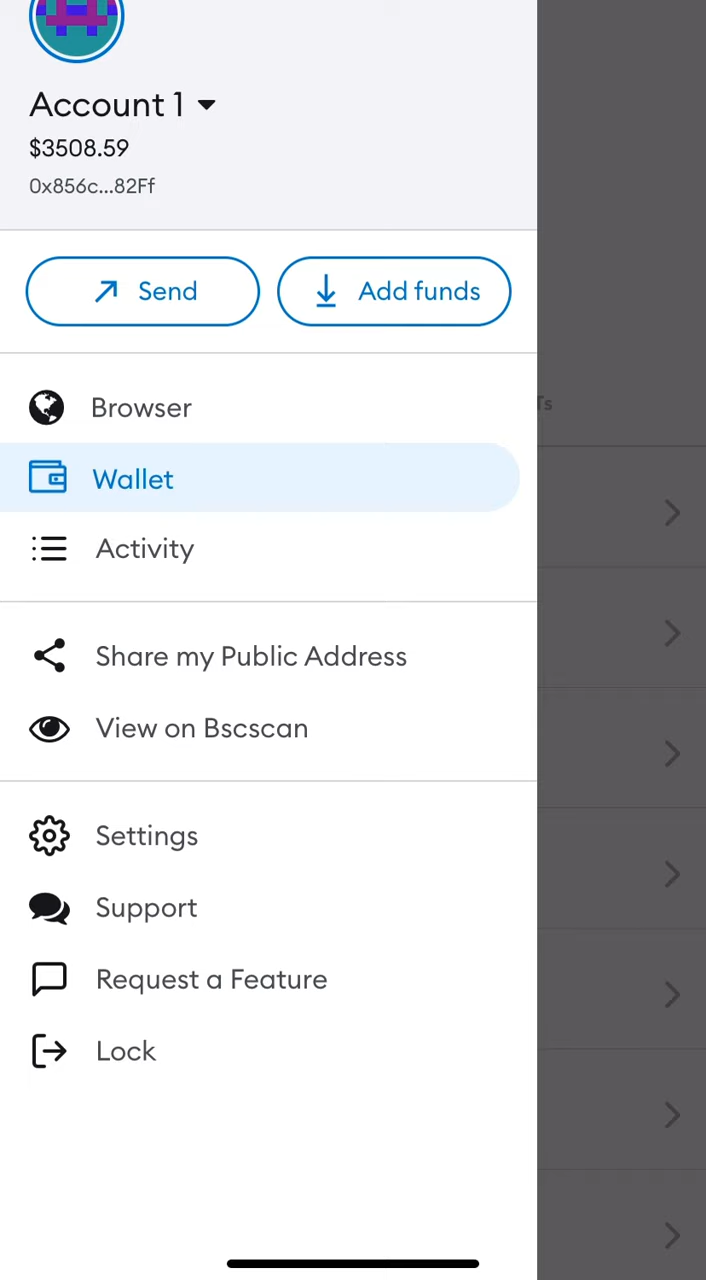 Account 1
$3508.59
0x856c...82Ff
Send
Add funds
Browser
Ts
Wallet
Activity
Share my Public Address
View on Bscscan
Settings
Support
Request a Feature
Lock